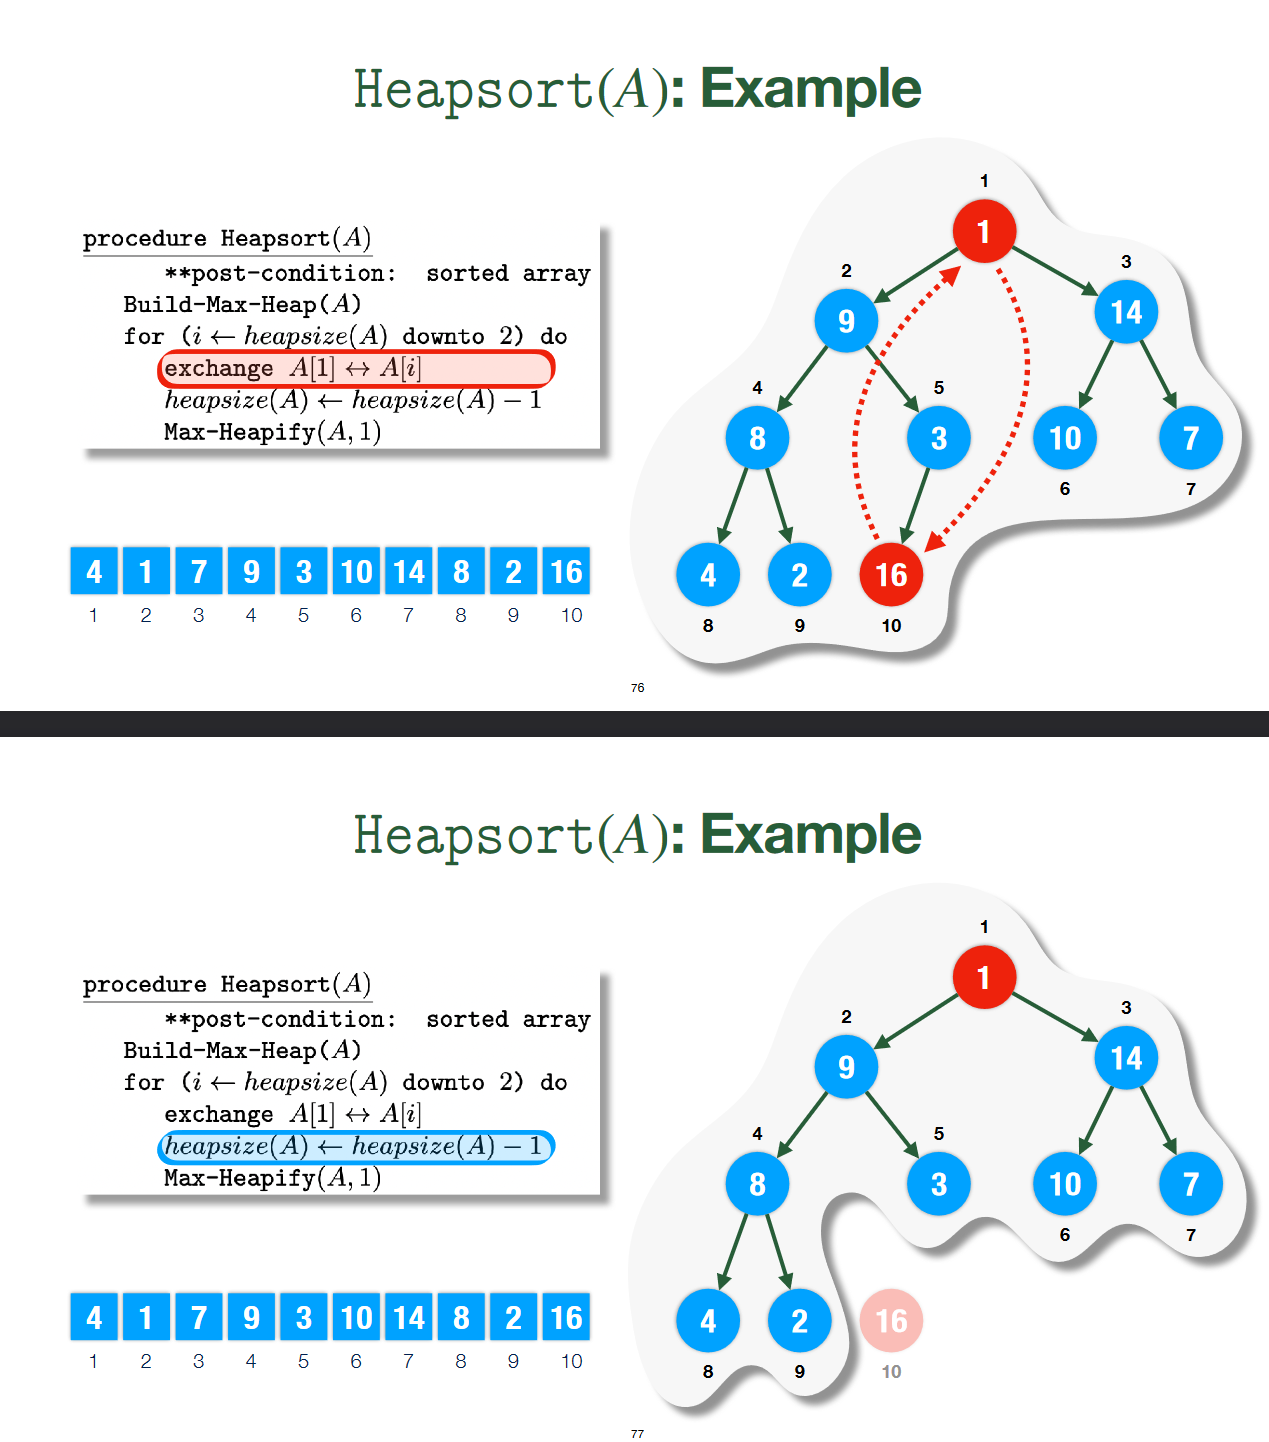 Heapsort(A): Example
procedure Heapsort(A)
**post-condition: sorted array
Build-Max-Heap(A)
for (i ← heapsize(A) downto 2) do
exchange A[1] ↔ A[i]
heapsize(A) ← heapsize(A) − 1
Max-Heapify(A, 1)
4 1 7 9 3 10 14 8 2 16
1 2 3 4 5 6 7 8 9 10
1
1
2
3
9
14
4
5
8
3
10
7
6
7
4
2
16
8
9
10
76
Heapsort(A): Example
procedure Heapsort(A)
**post-condition: sorted array
Build-Max-Heap(A)
for (i ← heapsize(A) downto 2) do
exchange A[1] ↔ A[i]
heapsize(A) ← heapsize(A) − 1
Max-Heapify(A, 1)
4 1 7 9 3 10 14 8 2 16
1 2 3 4 5 6 7 8 9 10
1
1
2
3
9
14
4
5
8
3
10
7
6
7
4
2
16
8
9
10
77